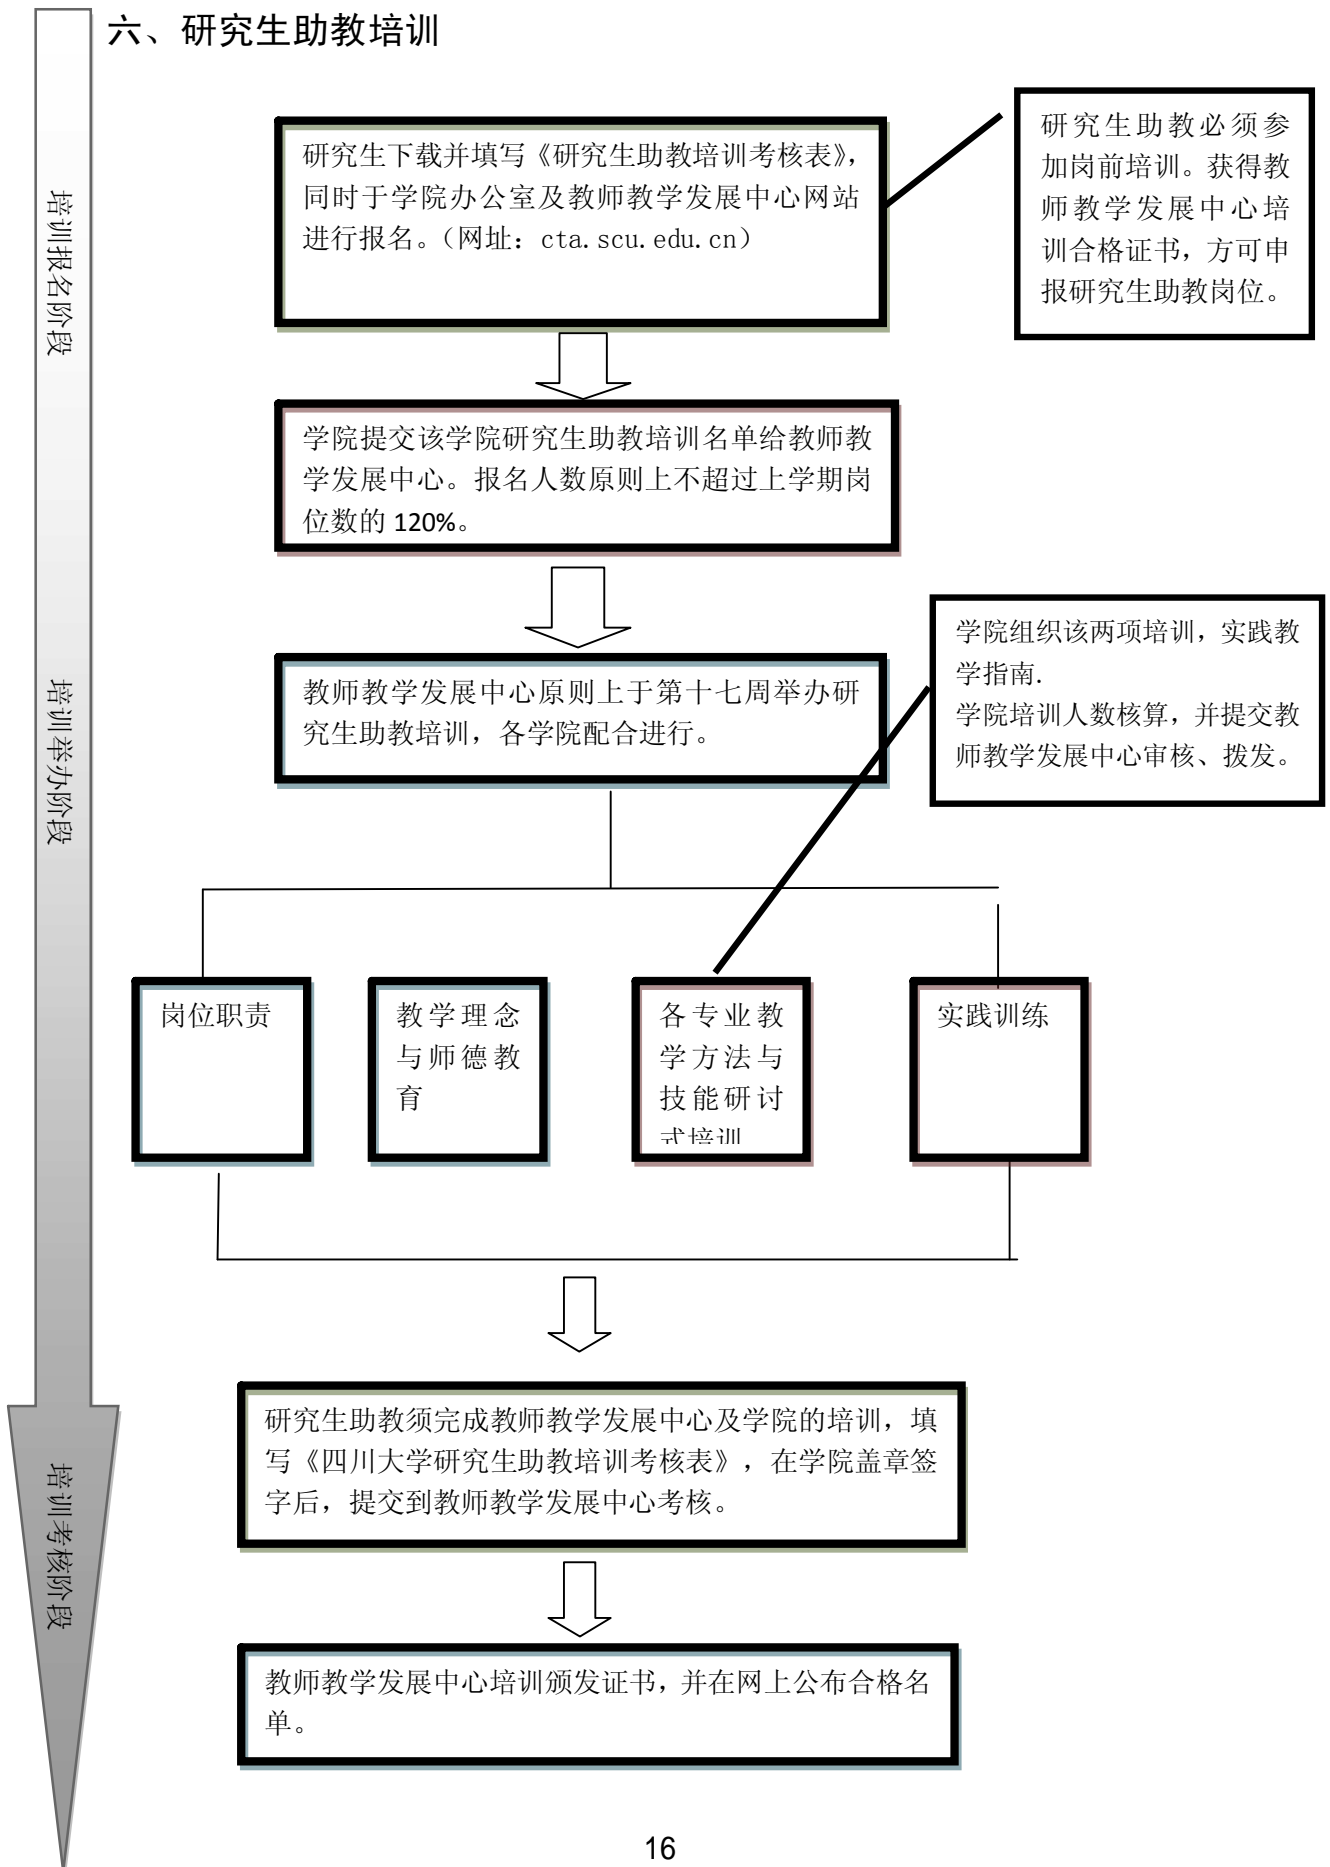 六、研究生助教培训
研究生下载并填写《研究生助教培训考核表》，
同时于学院办公室及教师教学发展中心网站
进行报名。（网址：cta.scu.edu.cn）
研究生助教必须参
加岗前培训。获得教
师教学发展中心培
训合格证书，方可申
报研究生助教岗位。
培训报名阶段
学院提交该学院研究生助教培训名单给教师教
学发展中心。报名人数原则上不超过上学期岗
位数的 120%。
学院组织该两项培训，实践教
学指南.
学院培训人数核算，并提交教
师教学发展中心审核、拨发。
培训举办阶段
教师教学发展中心原则上于第十七周举办研
究生助教培训，各学院配合进行。
岗位职责
教学理念
与师德教
育
各专业教
学方法与
技能研讨
式培训
实践训练
培训考核阶段
研究生助教须完成教师教学发展中心及学院的培训，填
写《四川大学研究生助教培训考核表》，在学院盖章签
字后，提交到教师教学发展中心考核。
教师教学发展中心培训颁发证书，并在网上公布合格名
单。
16